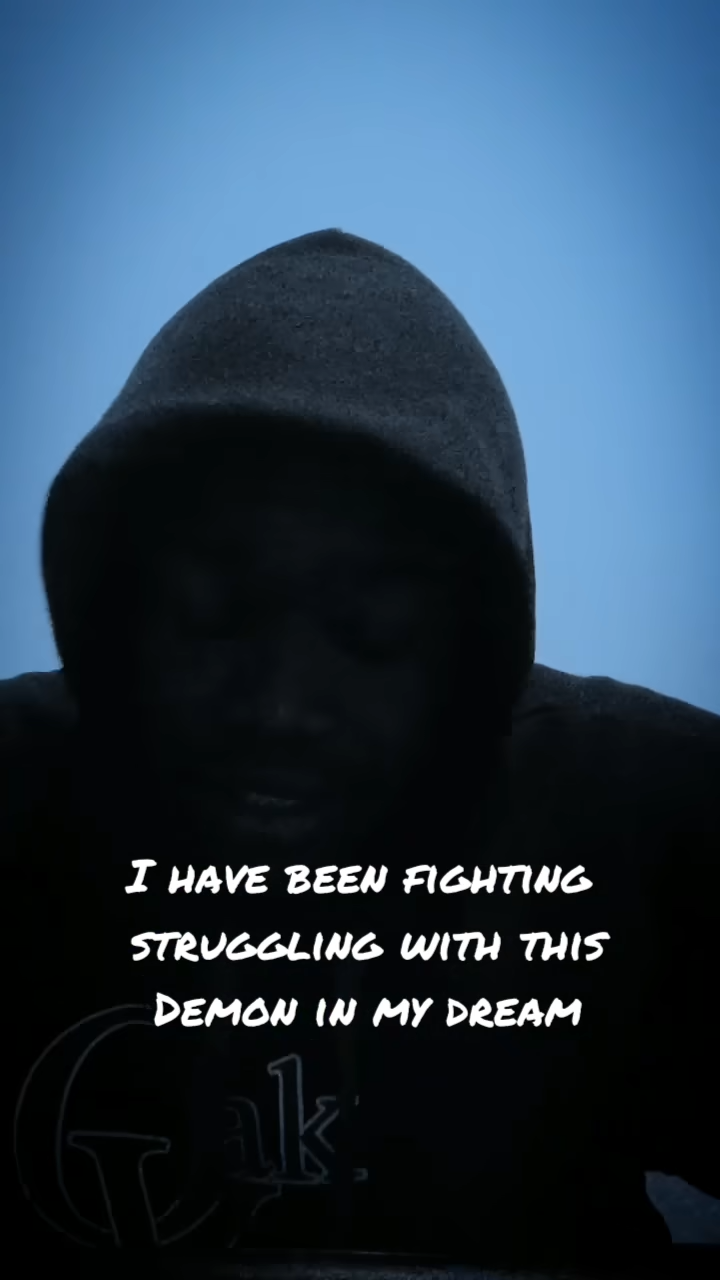 I have been fighting
struggling with this
Demon in my dream